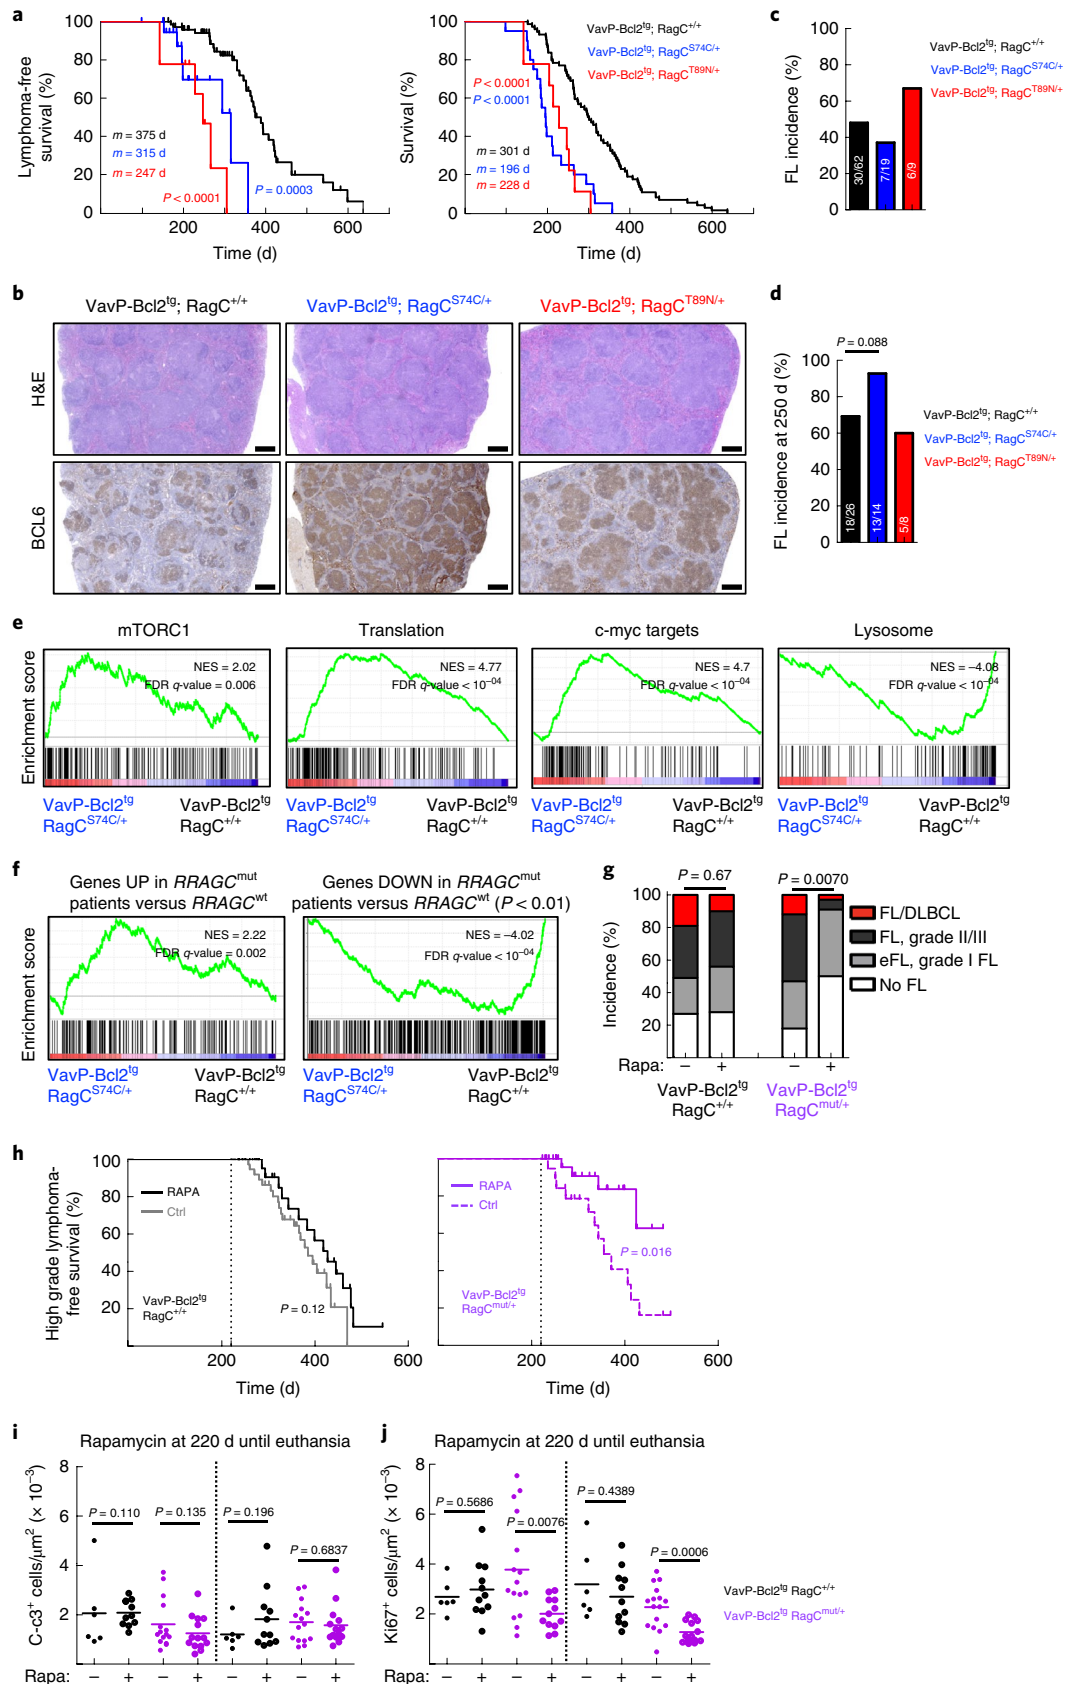 a
Lymphoma-free survival (%)
100
80
60
40
20
0
m = 375 d
m = 315 d
m = 247 d
P < 0.0001
P = 0.0003
200 400 600
Time (d)
Survival (%)
100
80
60
40
20
0
VavP-Bcl2tg; RagC+/+
VavP-Bcl2tg; RagCS74C/+
VavP-Bcl2tg; RagCT89N/+
P < 0.0001
P < 0.0001
m = 301 d
m = 196 d
m = 228 d
200 400 600
Time (d)
c
FL incidence (%)
100
80
60
40
20
0
30/62
7/19
6/9
VavP-Bcl2tg; RagC+/+
VavP-Bcl2tg; RagCS74C/+
VavP-Bcl2tg; RagCT89N/+
b
VavP-Bcl2tg; RagC+/+
VavP-Bcl2tg; RagCS74C/+
VavP-Bcl2tg; RagCT89N/+
H&E
BCL6
d
P = 0.088
FL incidence at 250 d (%)
100
80
60
40
20
0
18/26
13/14
5/8
VavP-Bcl2tg; RagC+/+
VavP-Bcl2tg; RagCS74C/+
VavP-Bcl2tg; RagCT89N/+
e
Enrichment score
mTORC1
NES = 2.02
FDR q-value = 0.006
VavP-Bcl2tg
RagCS74C/+
VavP-Bcl2tg
RagC+/+
Translation
NES = 4.77
FDR q-value < 10−04
VavP-Bcl2tg
RagCS74C/+
VavP-Bcl2tg
RagC+/+
c-myc targets
NES = 4.7
FDR q-value < 10−04
VavP-Bcl2tg
RagCS74C/+
VavP-Bcl2tg
RagC+/+
Lysosome
NES = −4.08
FDR q-value < 10−04
VavP-Bcl2tg
RagCS74C/+
VavP-Bcl2tg
RagC+/+
f
Enrichment score
Genes UP in RRAGCmut
patients versus RRAGCwt
NES = 2.22
FDR q-value = 0.002
VavP-Bcl2tg
RagCS74C/+
VavP-Bcl2tg
RagC+/+
Genes DOWN in RRAGCmut
patients versus RRAGCwt (P < 0.01)
NES = −4.02
FDR q-value < 10−04
VavP-Bcl2tg
RagCS74C/+
VavP-Bcl2tg
RagC+/+
g
P = 0.67
P = 0.0070
Incidence (%)
100
80
60
40
20
Rapa: − + − +
VavP-Bcl2tg
RagC+/+
VavP-Bcl2tg
RagCmut/+
FL/DLBCL
FL, grade II/III
eFL, grade I FL
No FL
h
High grade lymphoma-
free survival (%)
100
80
60
40
20
RAPA
Ctrl
VavP-Bcl2tg
RagC+/+
P = 0.12
200 400 600
Time (d)
RAPA
Ctrl
P = 0.016
VavP-Bcl2tg
RagCmut/+
200 400 600
Time (d)
i
Rapamycin at 220 d until euthansia
C-c3+ cells/μm2 (× 10−3)
8
6
4
2
P = 0.110
P = 0.135
P = 0.196
P = 0.6837
Rapa: − + − + − + − +
j
Rapamycin at 220 d until euthansia
Ki67+ cells/μm2 (× 10−3)
8
6
4
2
P = 0.5686
P = 0.0076
P = 0.4389
P = 0.0006
Rapa: − + − + − + − +
VavP-Bcl2tg RagC+/+
VavP-Bcl2tg RagCmut/+